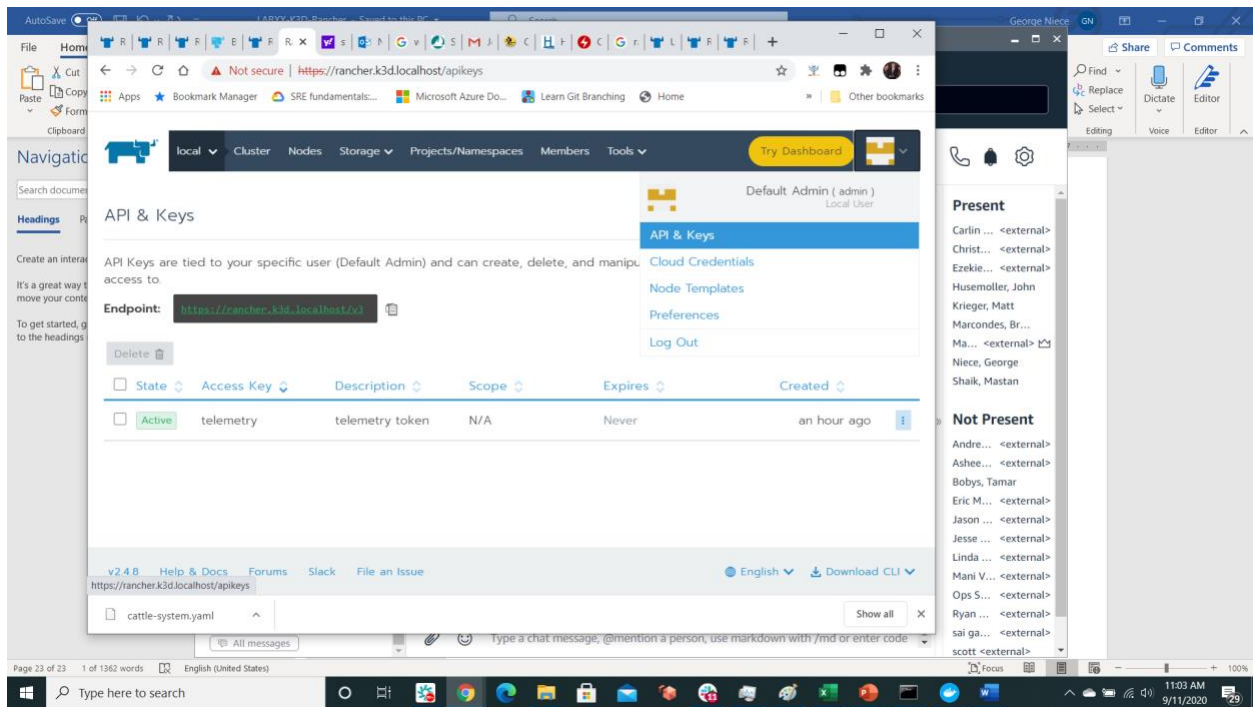 AutoSave
LABXX-K3D-Rancher - Saved to this PC
Search
George Niece
GN
File
Home
Share
Comments
Cut
Copy
Paste
Clipboard
Find
Replace
Select
Editing
Dictate
Voice
Editor
Editor
Not secure | https://rancher.k3d.localhost/apikeys
Apps
Bookmark Manager
SRE fundamentals:...
Microsoft Azure Do...
Learn Git Branching
Home
»
Other bookmarks
local
Cluster
Nodes
Storage
Projects/Namespaces
Members
Tools
Try Dashboard
Default Admin ( admin )
Local User
API & Keys
Cloud Credentials
Node Templates
Preferences
Log Out
API & Keys
API Keys are tied to your specific user (Default Admin) and can create, delete, and manipu
access to.
Endpoint: https://rancher.k3d.localhost/v3
Delete
State Access Key Description Scope Expires Created
Active telemetry telemetry token N/A Never an hour ago
v2.4.8 Help & Docs Forums Slack File an Issue
English Download CLI
https://rancher.k3d.localhost/apikeys
cattle-system.yaml
Show all
Navigatio
Search docume
Headings
Create an intera
It's a great way t
move your conte
To get started, g
to the headings
Present
Carlin ... <external>
Christ... <external>
Ezekie... <external>
Husemoller, John
Krieger, Matt
Marcondes, Br...
Ma... <external>
Niece, George
Shaik, Mastan
Not Present
Andre... <external>
Ashee... <external>
Bobys, Tamar
Eric M... <external>
Jason ... <external>
Jesse ... <external>
Linda ... <external>
Mani V... <external>
Ops S... <external>
Ryan ... <external>
sai ga... <external>
scott <external>
All messages
Type a chat message, @mention a person, use markdown with /md or enter code
Page 23 of 23 1 of 1362 words English (United States)
Focus
100%
Type here to search
11:03 AM
9/11/2020
29